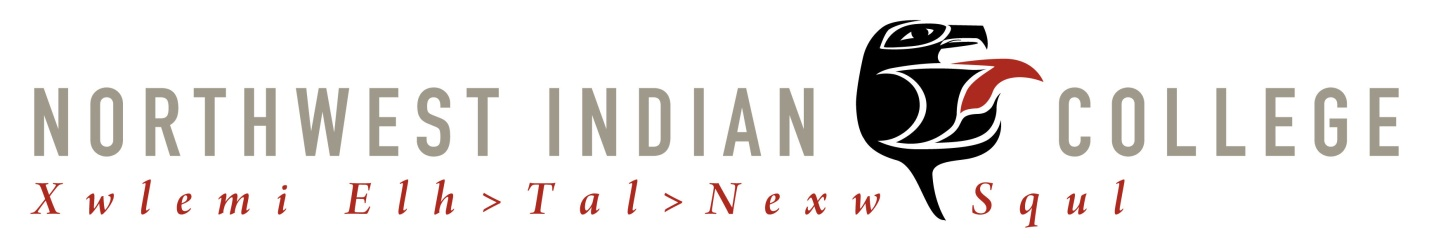 NORTHWEST INDIAN COLLEGE
Xwlemi Elh>Tal>Nexw Squl